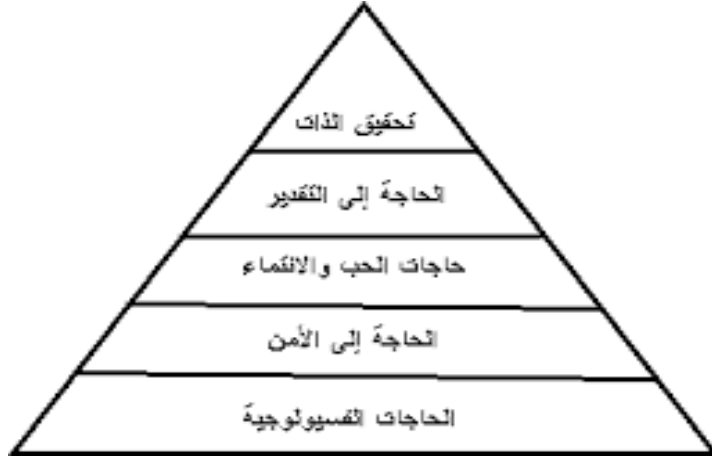 تحقيق الذات
الحاجة إلى التقدير
حاجات الحب والانتماء
الحاجة إلى الأمن
الحاجات الفسيولوجية